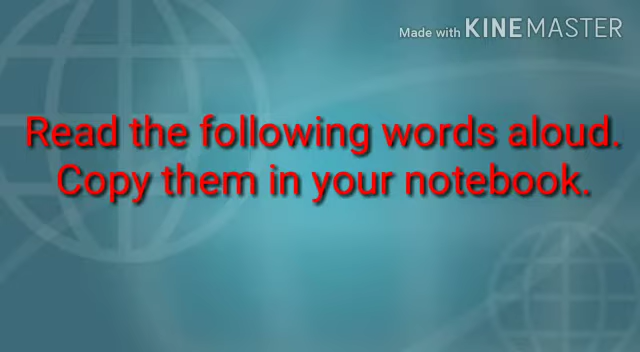 Made with KINEMASTER
Read the following words aloud.
Copy them in your notebook.